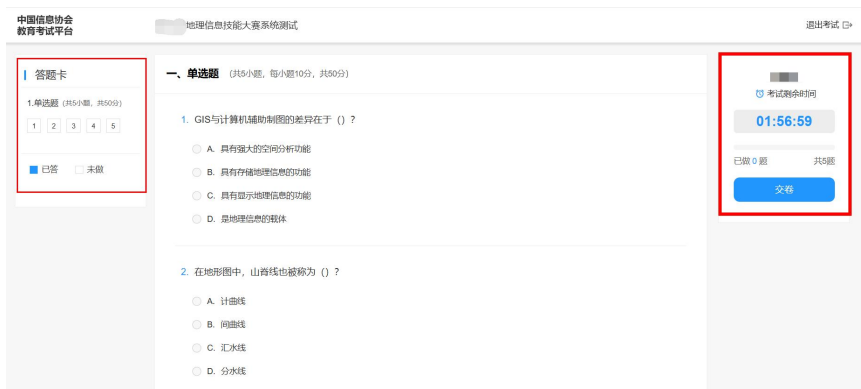 中国信息协会
教育考试平台
地理信息技能大赛系统测试
退出考试
答题卡
1.单选题 (共5小题，共50分)
1 2 3 4 5
已答 未做
一、单选题 (共5小题，每小题10分，共50分)
1. GIS与计算机辅助制图的差异在于（）？
A. 具有强大的空间分析功能
B. 具有存储地理信息的功能
C. 具有显示地理信息的功能
D. 是地理信息的载体
2. 在地形图中，山脊线也被称为（）？
A. 计曲线
B. 间曲线
C. 汇水线
D. 分水线
考试剩余时间
01:56:59
已做 0 题 共5题
交卷